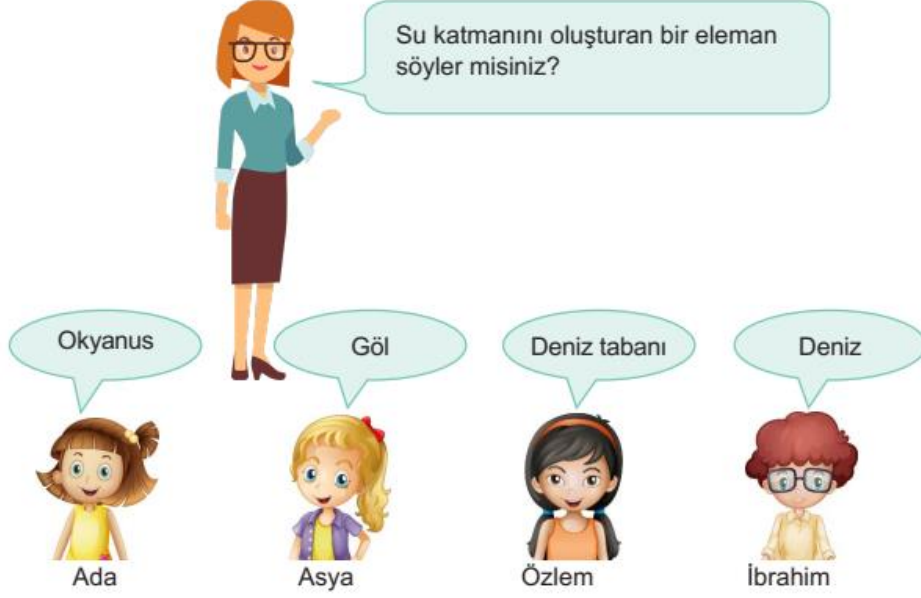 Su katmanını oluşturan bir eleman
söyler misiniz?
Okyanus
Göl
Deniz tabanı
Deniz
Ada
Asya
Özlem
İbrahim